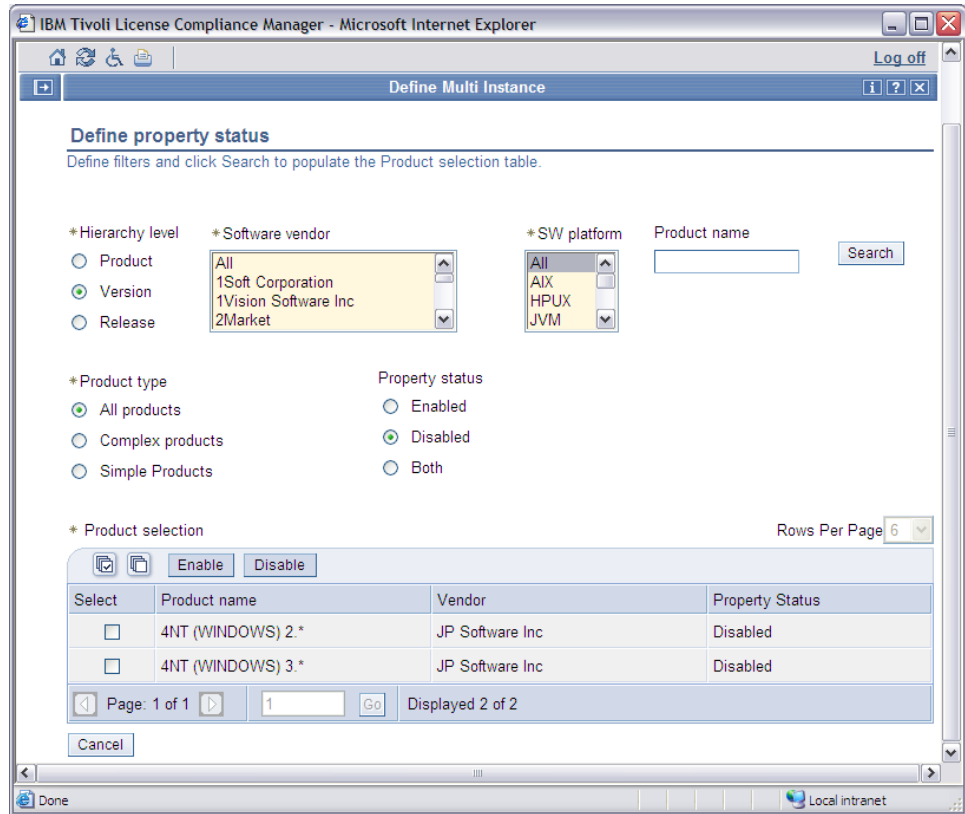 IBM Tivoli License Compliance Manager - Microsoft Internet Explorer
Log off
Define Multi Instance
Define property status
Define filters and click Search to populate the Product selection table.
*Hierarchy level
Product
Version
Release
*Software vendor
All
1Soft Corporation
1Vision Software Inc
2Market
*SW platform
All
AIX
HPUX
JVM
Product name
Search
*Product type
All products
Complex products
Simple Products
Property status
Enabled
Disabled
Both
* Product selection
Rows Per Page 6
Enable Disable
Select Product name Vendor Property Status
4NT (WINDOWS) 2.* JP Software Inc Disabled
4NT (WINDOWS) 3.* JP Software Inc Disabled
Page: 1 of 1 1 Go Displayed 2 of 2
Cancel
Done Local intranet